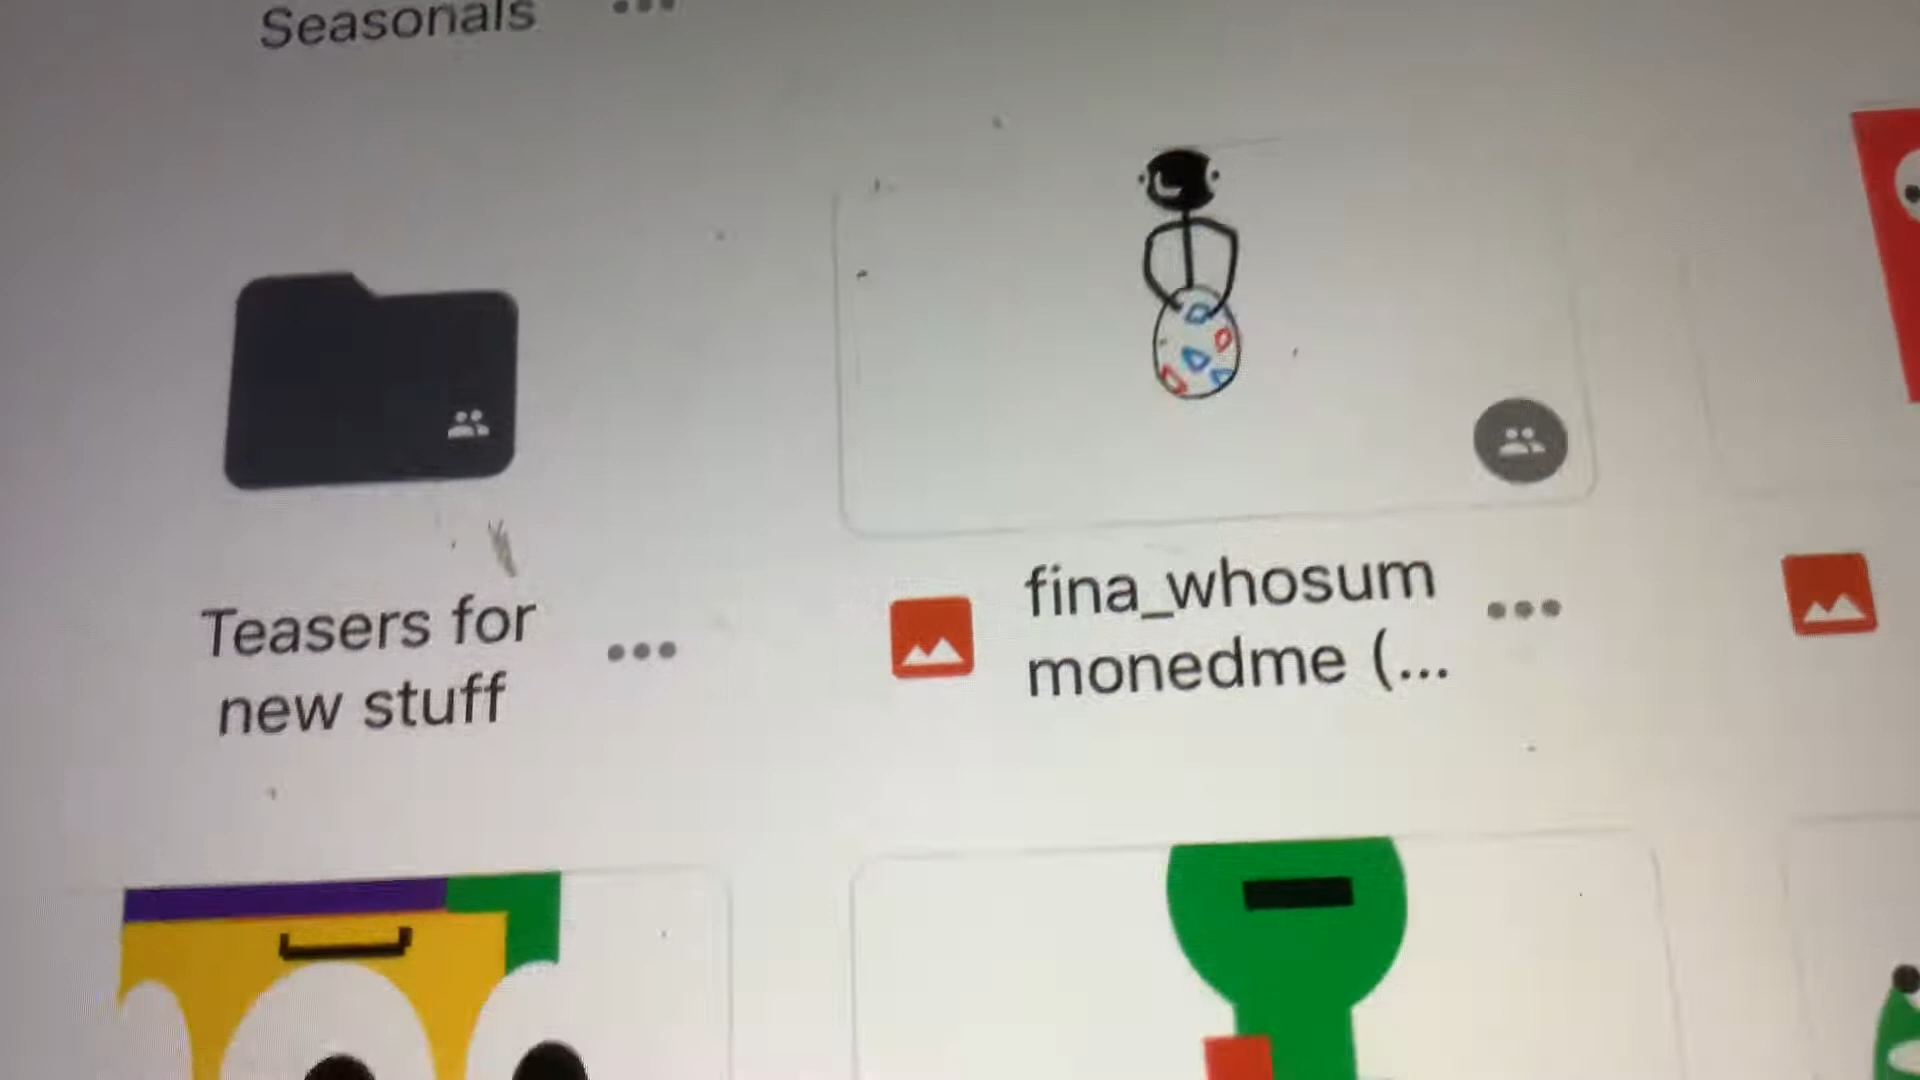 Seasonals
Teasers for
new stuff
fina_whosum
monedme (...